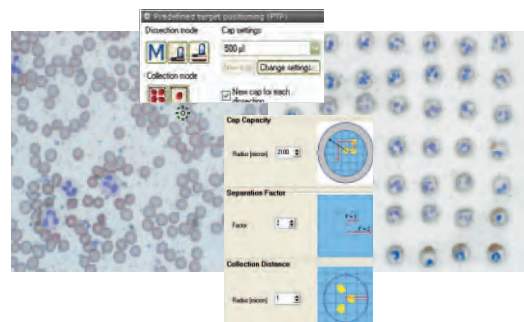 Predefined target positioning (PTP)
Dissection mode
Cap settings
M
500 µl
Change settings...
Collection mode
New cap for each
dissection
Cap Capacity
Radius [micron]
2100
Separation Factor
Factor
2
F=1
F=2
Collection Distance
Radius [micron]
1